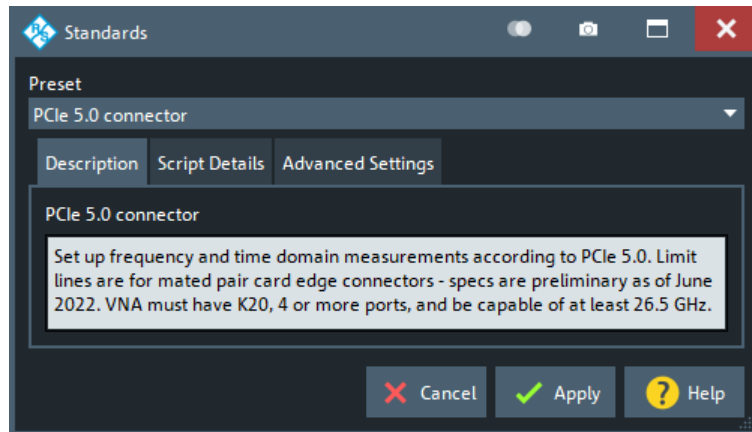 Standards
Preset
PCIe 5.0 connector
Description Script Details Advanced Settings
PCIe 5.0 connector
Set up frequency and time domain measurements according to PCIe 5.0. Limit
lines are for mated pair card edge connectors - specs are preliminary as of June
2022. VNA must have K20, 4 or more ports, and be capable of at least 26.5 GHz.
Cancel Apply ? Help